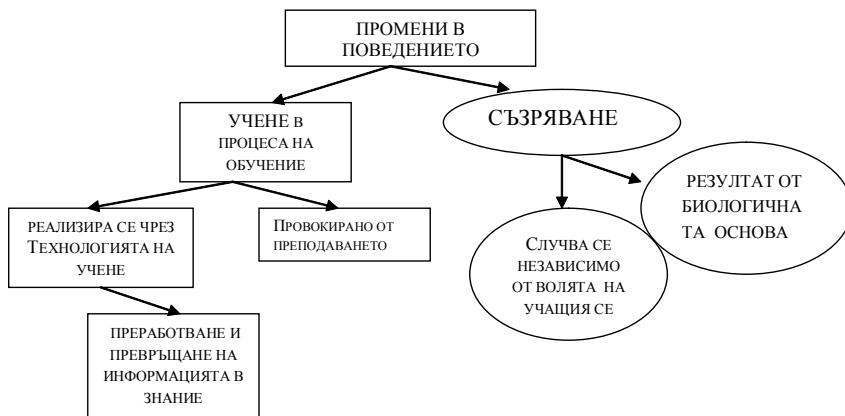 ПРОМЕНИ В
ПОВЕДЕНИЕТО
УЧЕНЕ В
ПРОЦЕСА НА
ОБУЧЕНИЕ
СЪЗРЯВАНЕ
РЕАЛИЗИРА СЕ ЧРЕЗ
ТЕХНОЛОГИЯТА НА
УЧЕНЕ
ПРОВОКИРАНО ОТ
ПРЕПОДАВАНЕТО
СЛУЧВА СЕ
НЕЗАВИСИМО
ОТ ВОЛЯТА НА
УЧАЩИЯ СЕ
РЕЗУЛТАТ ОТ
БИОЛОГИЧНА
ТА ОСНОВА
ПРЕРАБОТВАНЕ И
ПРЕВРЪЩАНЕ НА
ИНФОРМАЦИЯТА В
ЗНАНИЕ